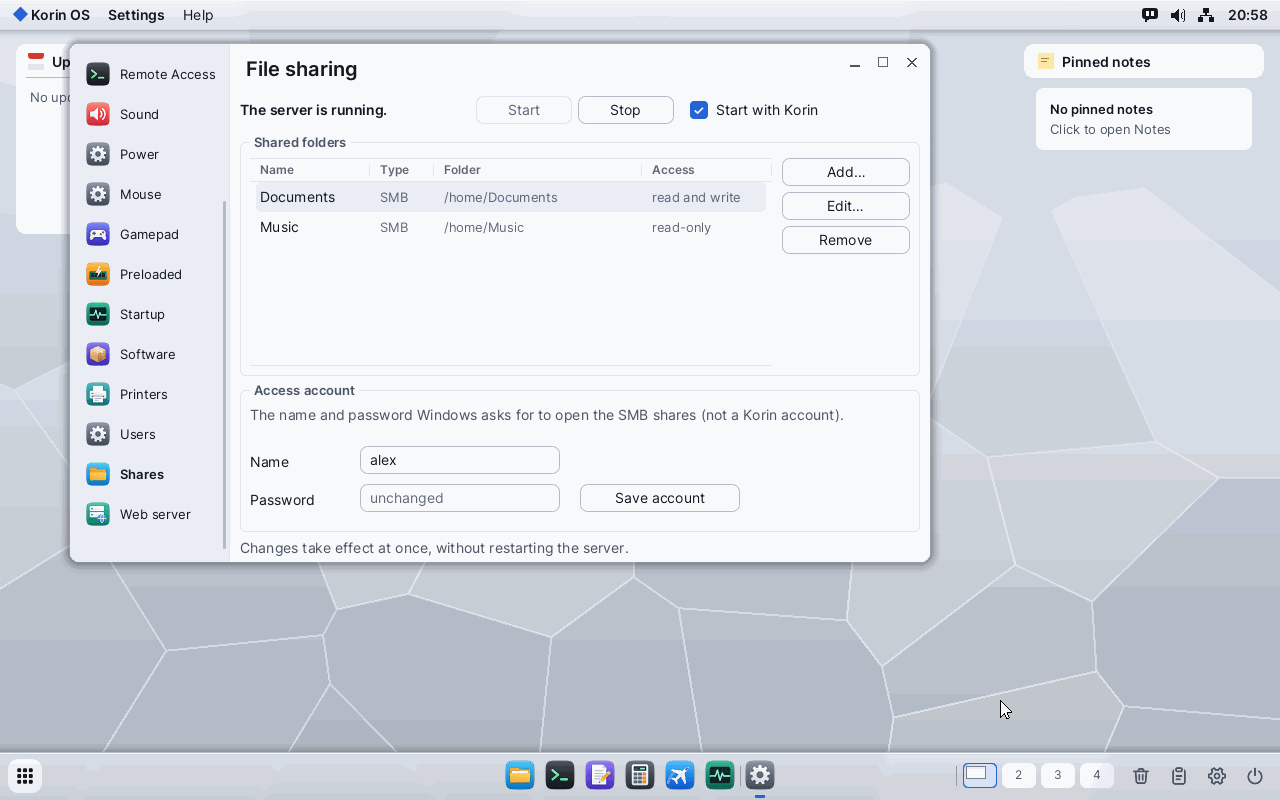 Korin OS Settings Help 20:58
Up
No upd
Pinned notes
No pinned notes
Click to open Notes
Remote Access
Sound
Power
Mouse
Gamepad
Preloaded
Startup
Software
Printers
Users
Shares
Web server
File sharing
The server is running. Start Stop Start with Korin
Shared folders
Name Type Folder Access
Documents SMB /home/Documents read and write
Music SMB /home/Music read-only
Add...
Edit...
Remove
Access account
The name and password Windows asks for to open the SMB shares (not a Korin account).
Name alex
Password unchanged Save account
Changes take effect at once, without restarting the server.
2 3 4